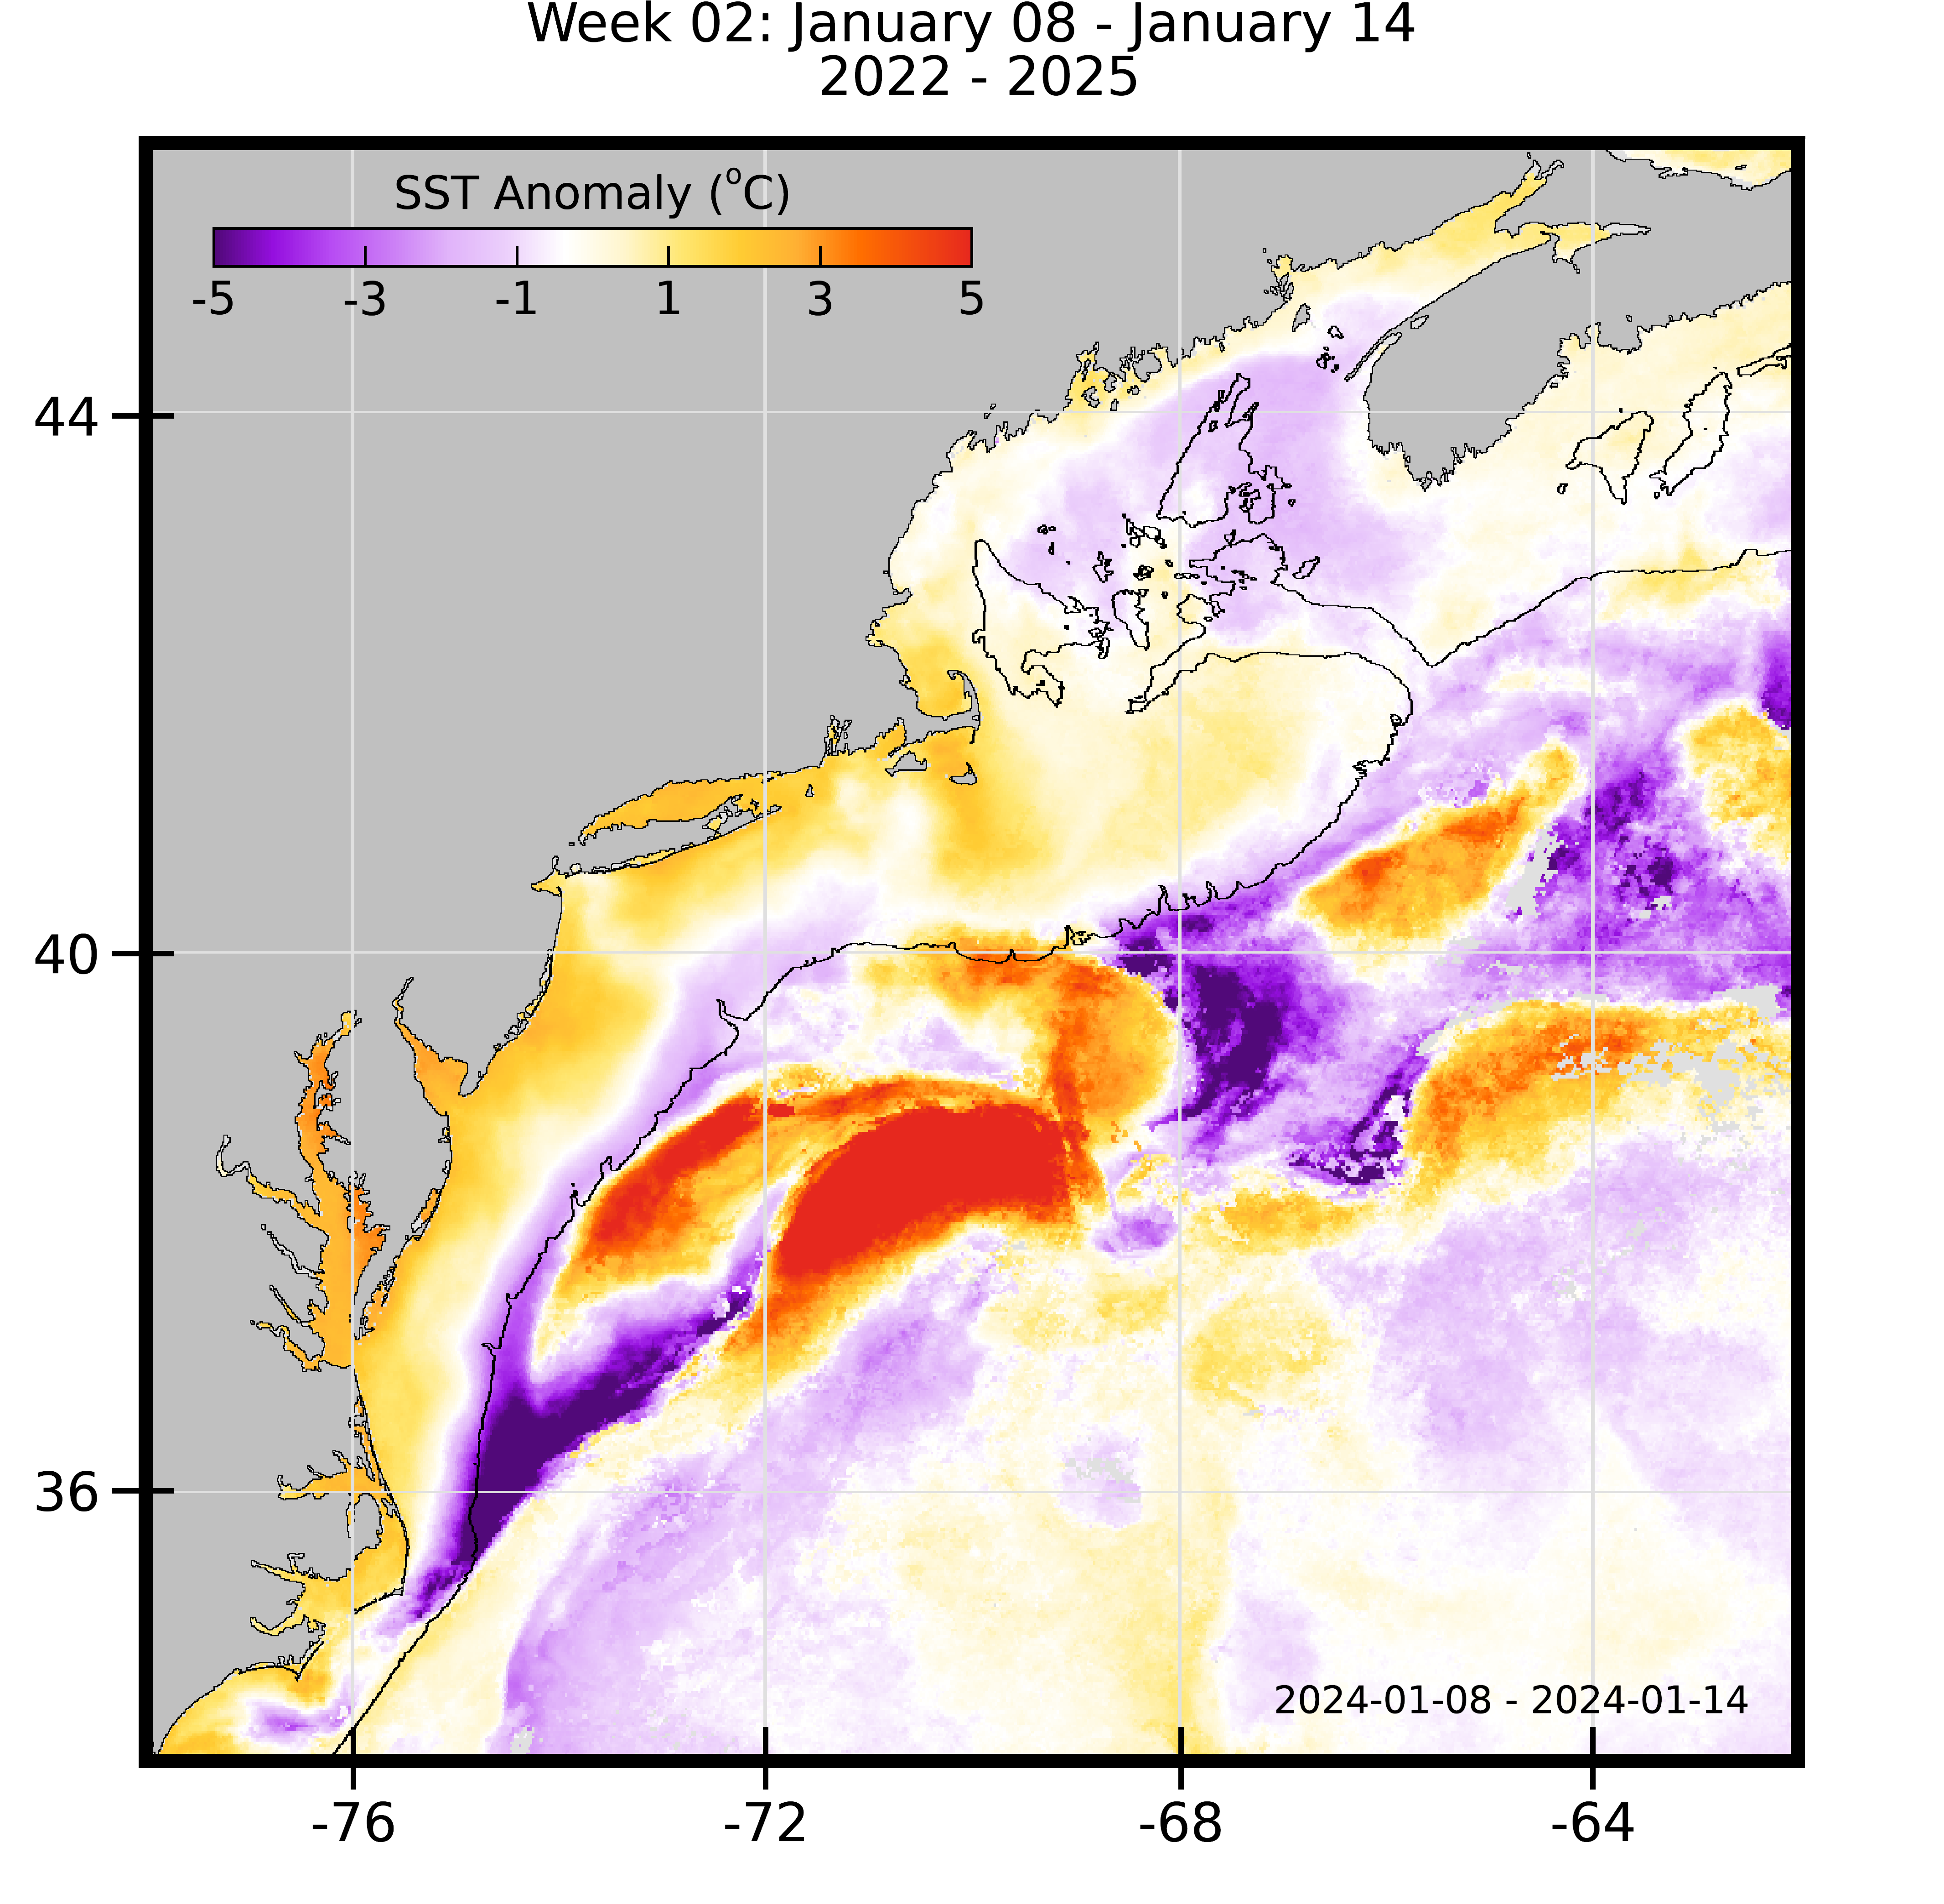 Week 02: January 08 - January 14
2022 - 2025
SST Anomaly (°C)
-5 -3 -1 1 3 5
44
40
36
2024-01-08 - 2024-01-14
-76 -72 -68 -64